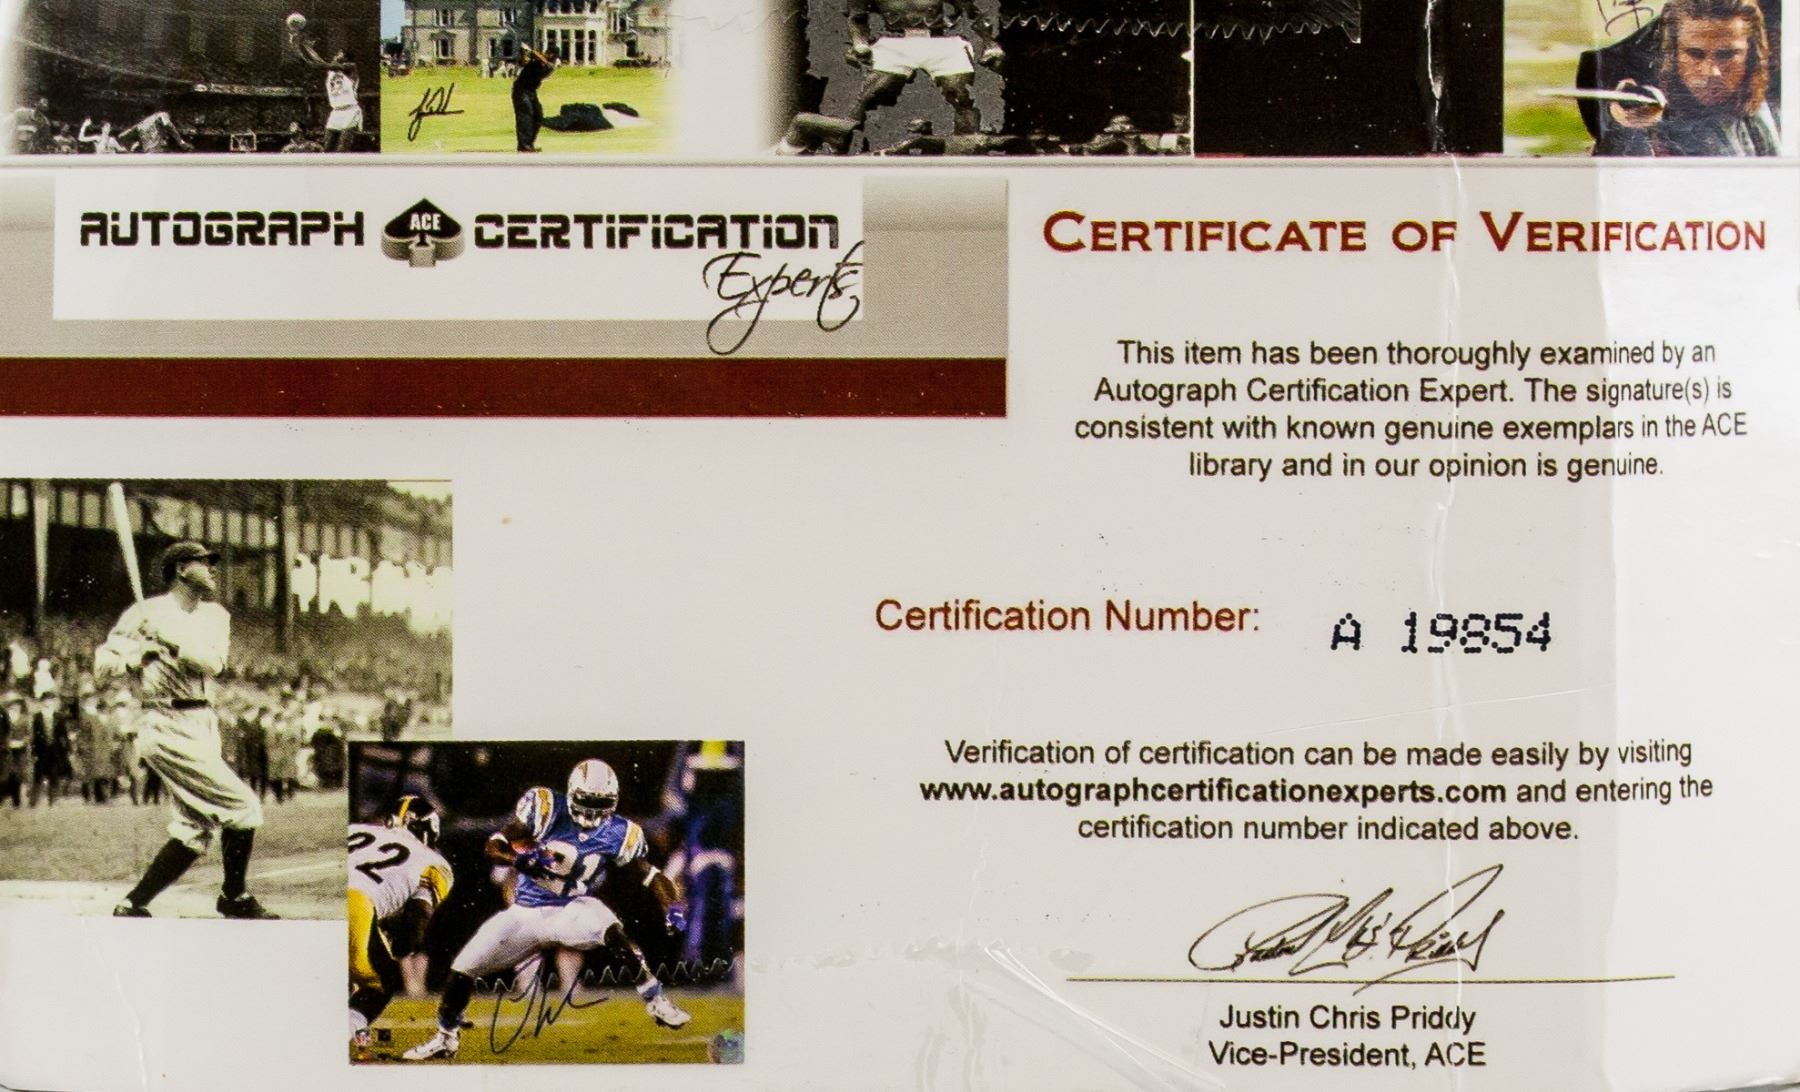 AUTOGRAPH ACE CERTIFICATION
Experts
CERTIFICATE OF VERIFICATION
This item has been thoroughly examined by an
Autograph Certification Expert. The signature(s) is
consistent with known genuine exemplars in the ACE
library and in our opinion is genuine.
Certification Number: A 19854
Verification of certification can be made easily by visiting
www.autographcertificationexperts.com and entering the
certification number indicated above.
Justin Chris Priddy
Vice-President, ACE
92
21